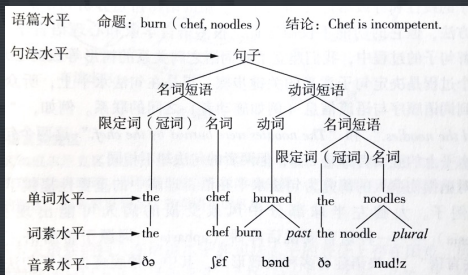 语篇水平 命题：burn（chef, noodles） 结论：Chef is incompetent.
句法水平 句子
名词短语 动词短语
限定词（冠词）名词 动词 名词短语
限定词（冠词）名词
单词水平 the chef burned the noodles
词素水平 the chef burn past the noodle plural
音素水平 ðə ʃɛf bənd ðə nud!z